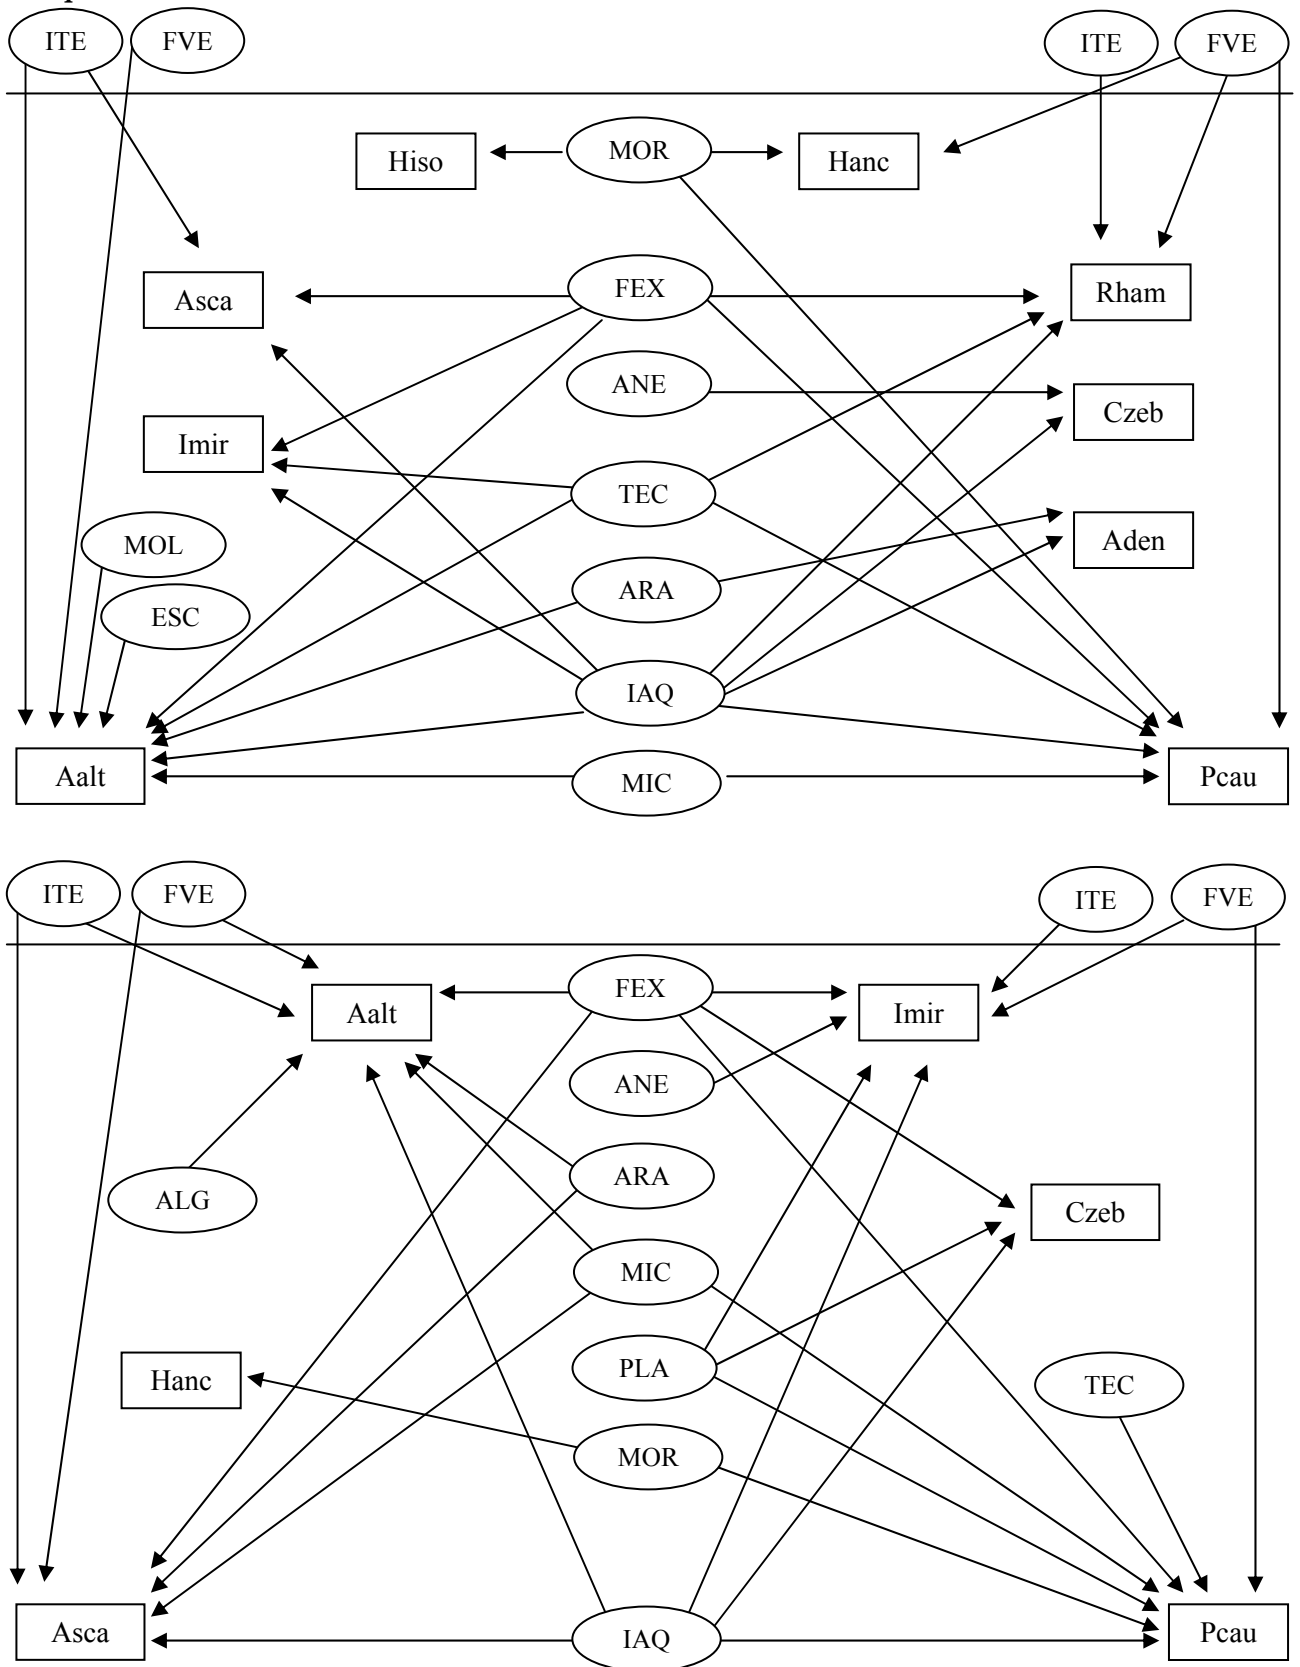 ITE FVE ITE FVE
Hiso MOR Hanc
Asca FEX Rham
ANE Czeb
Imir TEC
MOL Aden
ARA
ESC
IAQ
Aalt MIC Pcau
ITE FVE ITE FVE
Aalt FEX Imir
ANE
ALG ARA Czeb
MIC
Hanc PLA TEC
MOR
Asca IAQ Pcau